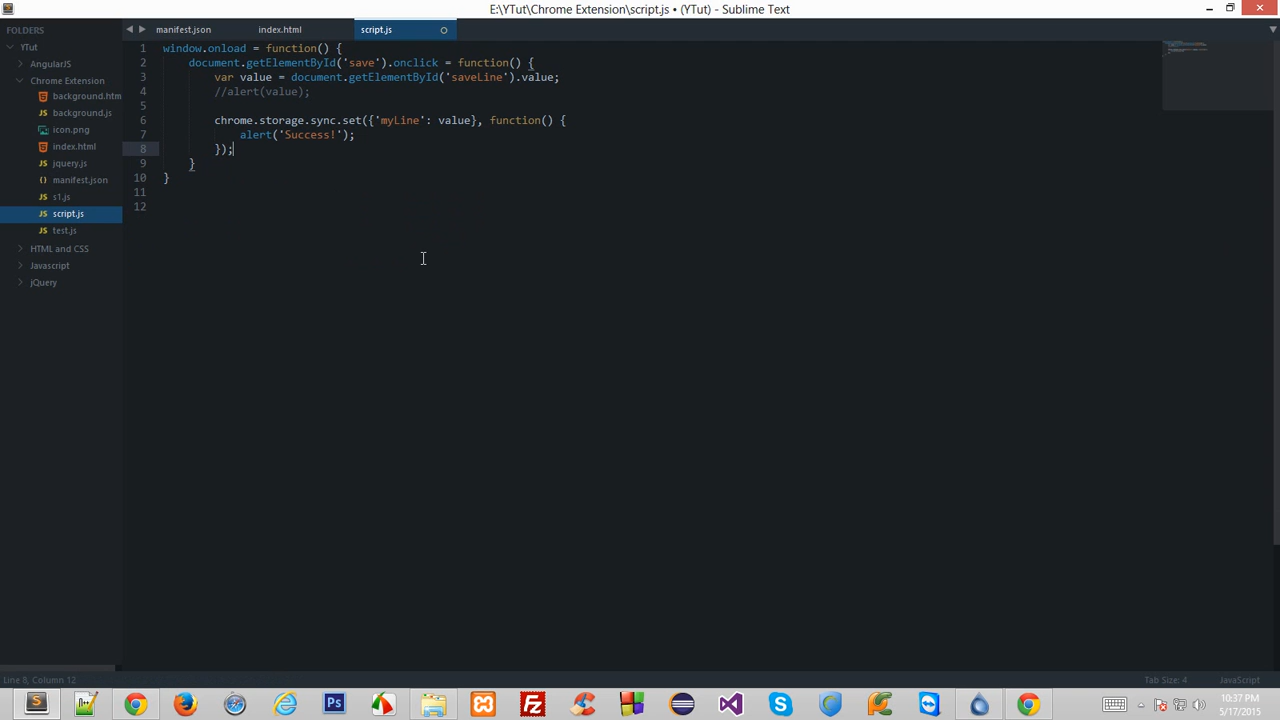 E:\YTut\Chrome Extension\script.js • (YTut) - Sublime Text
FOLDERS
YTut
AngularJS
Chrome Extension
background.htm
background.js
icon.png
index.html
jquery.js
manifest.json
s1.js
script.js
test.js
HTML and CSS
Javascript
jQuery
manifest.json
index.html
script.js
1 window.onload = function() {
2 document.getElementById('save').onclick = function() {
3 var value = document.getElementById('saveLine').value;
4 //alert(value);
5
6 chrome.storage.sync.set({'myLine': value}, function() {
7 alert('Success!');
8 });
9 }
10 }
11
12
Line 8, Column 12
Tab Size: 4
JavaScript
Ps
Fz
10:37 PM
5/17/2015